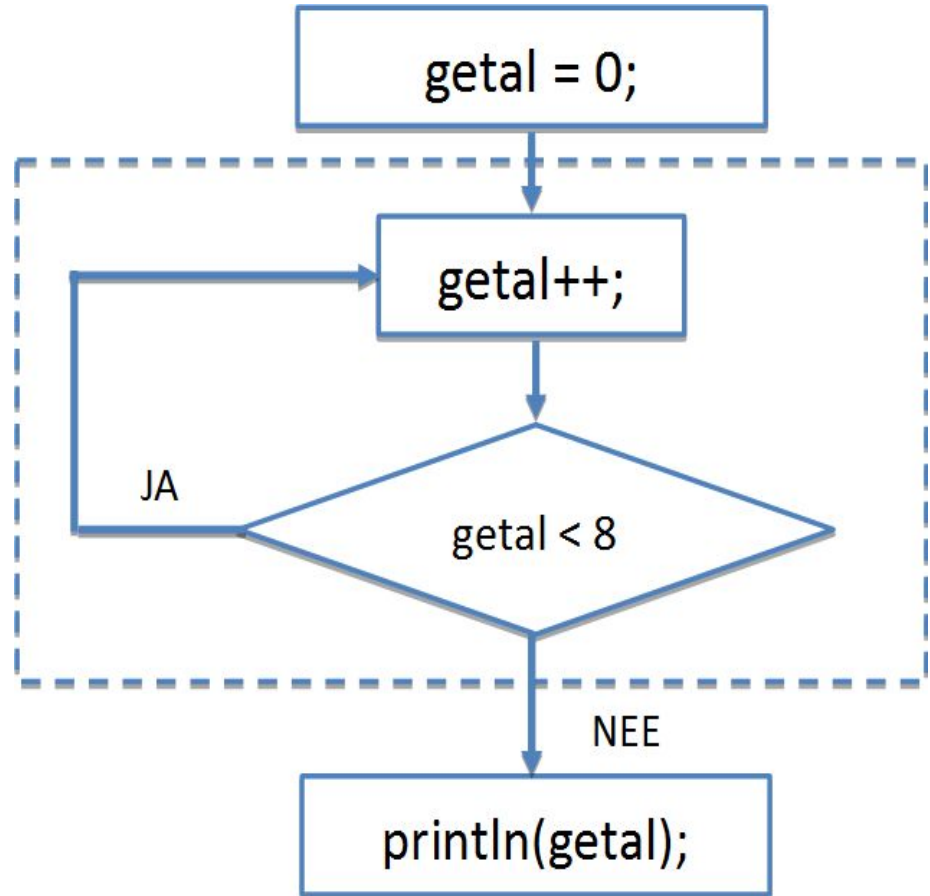 getal = 0;
getal++;
JA
getal < 8
NEE
println(getal);